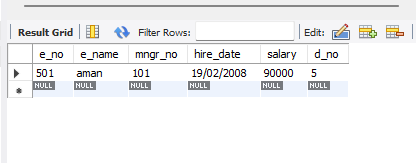 Result Grid Filter Rows: Edit:
e_no e_name mngr_no hire_date salary d_no
501 aman 101 19/02/2008 90000 5
NULL NULL NULL NULL NULL NULL